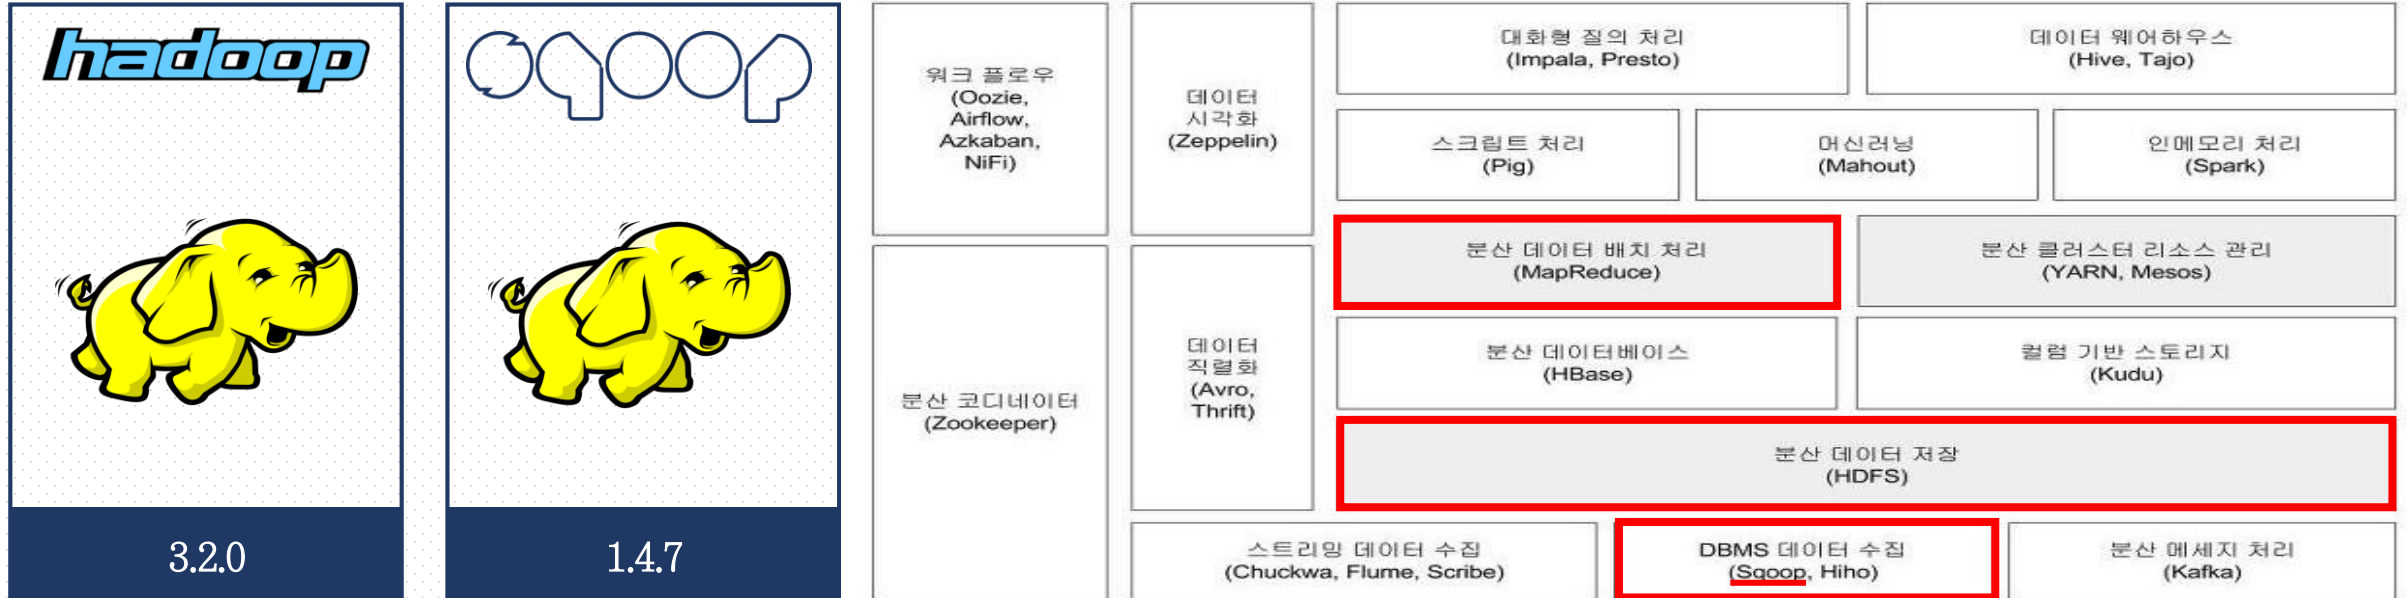 hadoop
3.2.0
sqoop
1.4.7
워크 플로우
(Oozie,
Airflow,
Azkaban,
NiFi)
데이터
시각화
(Zeppelin)
대화형 질의 처리
(Impala, Presto)
데이터 웨어하우스
(Hive, Tajo)
스크립트 처리
(Pig)
머신러닝
(Mahout)
인메모리 처리
(Spark)
분산 데이터 배치 처리
(MapReduce)
분산 클러스터 리소스 관리
(YARN, Mesos)
분산 코디네이터
(Zookeeper)
데이터
직렬화
(Avro,
Thrift)
분산 데이터베이스
(HBase)
컬럼 기반 스토리지
(Kudu)
분산 데이터 저장
(HDFS)
스트리밍 데이터 수집
(Chuckwa, Flume, Scribe)
DBMS 데이터 수집
(Sqoop, Hiho)
분산 메세지 처리
(Kafka)